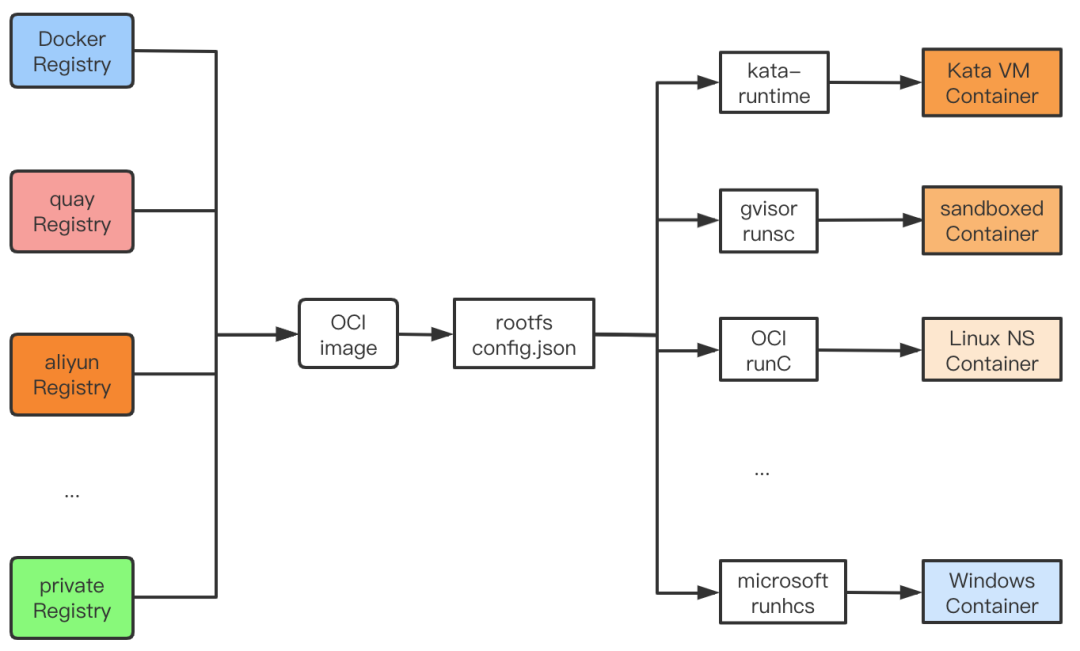 Docker
Registry
quay
Registry
aliyun
Registry
...
private
Registry
OCI
image
rootfs
config.json
kata-
runtime
Kata VM
Container
gvisor
runsc
sandboxed
Container
OCI
runC
Linux NS
Container
...
microsoft
runhcs
Windows
Container